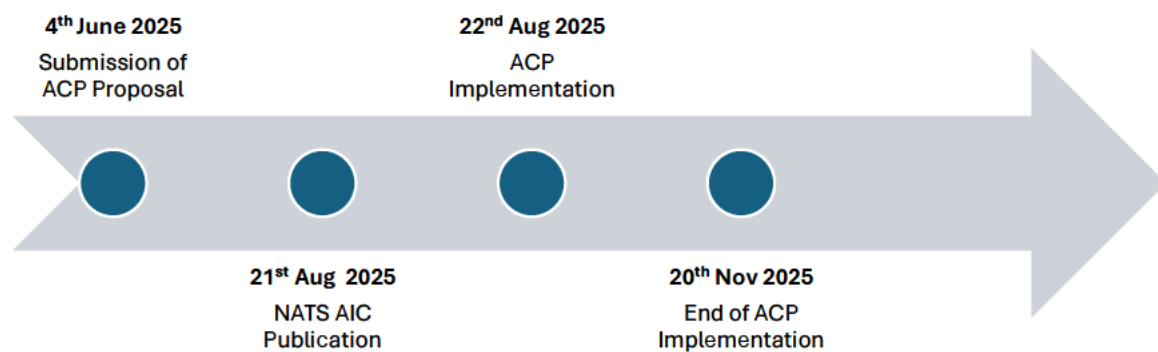 4th June 2025
Submission of
ACP Proposal
21st Aug  2025
NATS AIC
Publication
22nd Aug 2025
ACP
Implementation
20th Nov 2025
End of ACP
Implementation